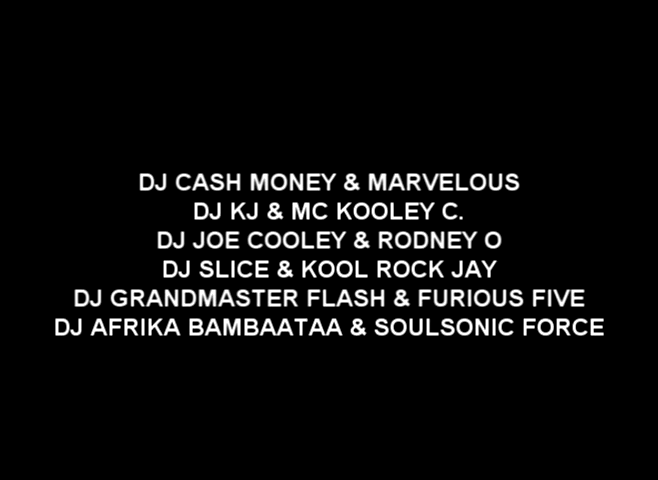 DJ CASH MONEY & MARVELOUS
DJ KJ & MC KOOLEY C.
DJ JOE COOLEY & RODNEY O
DJ SLICE & KOOL ROCK JAY
DJ GRANDMASTER FLASH & FURIOUS FIVE
DJ AFRIKA BAMBAATAA & SOULSONIC FORCE